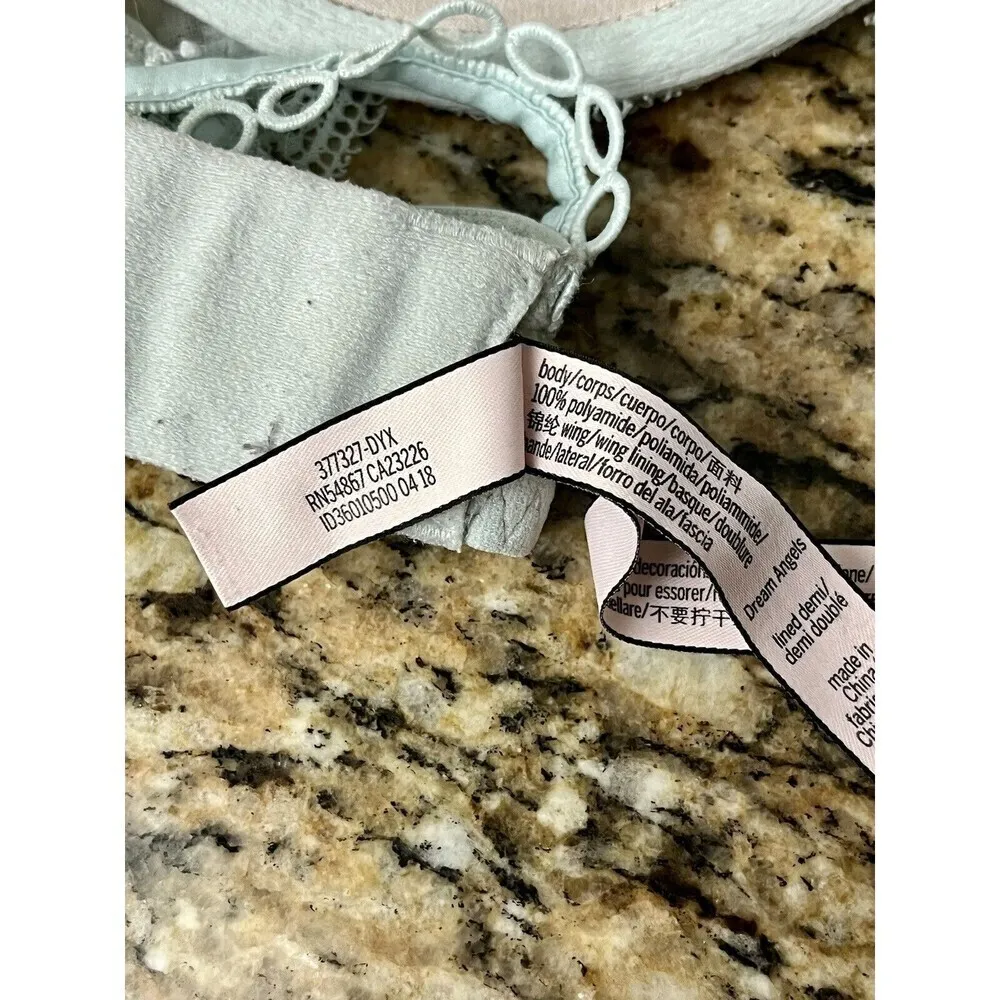 377327-DYX
RN54867 CA23226
ID36010500 04 18
body/corps/cuerpo/corpo/面料
100% polyamide/poliamida/poliammide/
锦纶 wing/wing lining/basque/doublure
/lateral/forro del ala/fascia
Dream Angels
lined demi/
demi doublé
made in
China
decoración
pour essorer/
/不要拧干